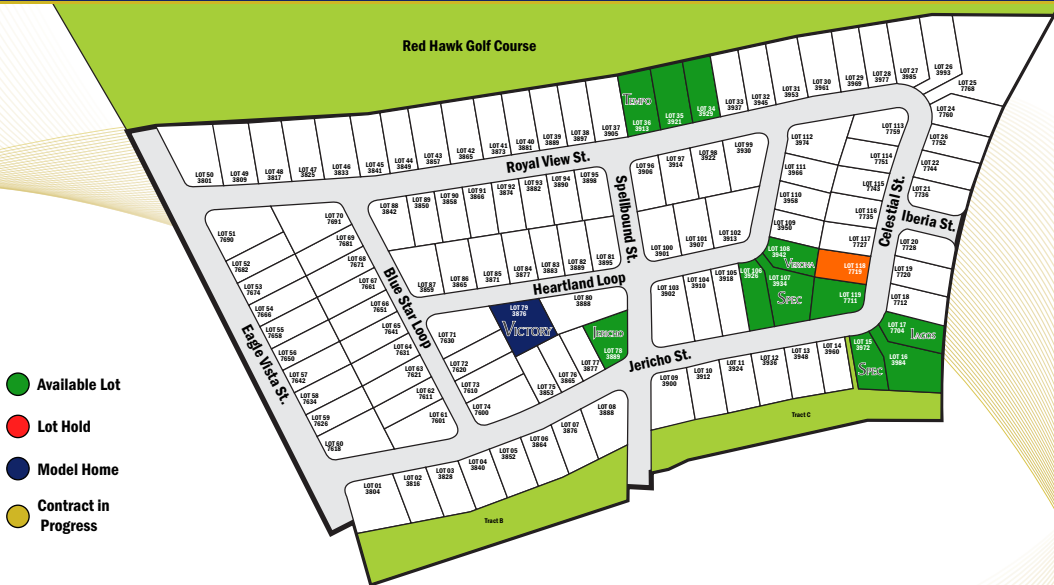 Red Hawk Golf Course
LOT 50
3801
LOT 49
3809
LOT 48
3817
LOT 47
3825
LOT 46
3833
LOT 45
3841
LOT 44
3849
LOT 43
3857
LOT 42
3865
LOT 41
3873
LOT 40
3881
LOT 39
3889
LOT 38
3897
LOT 37
3905
TEMPO
LOT 36
3913
LOT 35
3921
LOT 34
3929
LOT 33
3937
LOT 32
3945
LOT 31
3953
LOT 30
3961
LOT 29
3969
LOT 28
3977
LOT 27
3985
LOT 26
3993
LOT 25
7768
LOT 24
7760
LOT 26
7752
LOT 22
7744
LOT 21
7736
Iberia St.
LOT 20
7728
LOT 19
7720
LOT 18
7712
LOT 17
7704
LAGOS
LOT 16
3984
LOT 15
3972
SPEC
Royal View St.
Spellbound St.
Celestial St.
LOT 88
3842
LOT 89
3850
LOT 90
3858
LOT 91
3866
LOT 92
3874
LOT 93
3882
LOT 94
3890
LOT 95
3898
LOT 96
3906
LOT 97
3914
LOT 98
3922
LOT 99
3930
LOT 112
3974
LOT 111
3966
LOT 110
3958
LOT 109
3950
LOT 108
3942
VERONA
LOT 107
3934
SPEC
LOT 106
3926
LOT 105
3918
LOT 104
3910
LOT 103
3902
LOT 113
7759
LOT 114
7751
LOT 115
7743
LOT 116
7735
LOT 117
7727
LOT 118
7719
LOT 119
7711
LOT 100
3901
LOT 101
3907
LOT 102
3913
LOT 87
3859
LOT 86
3865
LOT 85
3871
LOT 84
3877
LOT 83
3883
LOT 82
3889
LOT 81
3895
Heartland Loop
LOT 80
3888
LOT 79
3876
VICTORY
JERICHO
LOT 78
3889
LOT 77
3877
LOT 76
3865
LOT 75
3853
LOT 71
7630
LOT 72
7620
LOT 73
7610
LOT 74
7600
Blue Star Loop
LOT 70
7691
LOT 69
7681
LOT 68
7671
LOT 67
7661
LOT 66
7651
LOT 65
7641
LOT 64
7631
LOT 63
7621
LOT 62
7611
LOT 61
7601
LOT 51
7690
LOT 52
7682
LOT 53
7674
LOT 54
7666
LOT 55
7658
LOT 56
7650
LOT 57
7642
LOT 58
7634
LOT 59
7626
LOT 60
7618
Eagle Vista St.
Jericho St.
LOT 01
3804
LOT 02
3816
LOT 03
3828
LOT 04
3840
LOT 05
3852
LOT 06
3864
LOT 07
3876
LOT 08
3888
LOT 09
3900
LOT 10
3912
LOT 11
3924
LOT 12
3936
LOT 13
3948
LOT 14
3960
Tract C
Tract B
Available Lot
Lot Hold
Model Home
Contract in
Progress